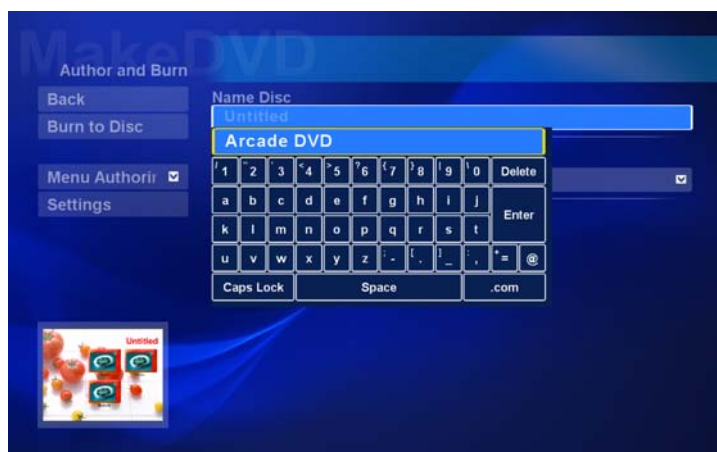 MakeDVD
Author and Burn
Back
Burn to Disc
Menu Authorir
Settings
Name Disc
Untitled
Arcade DVD
1 "2 3 <4 >5 ?6 {7 }8 9 0 Delete
a b c d e f g h i j
Enter
k l m n o p q r s t
u v w x y z ;- [. ]_ :, *= @
Caps Lock Space .com
Untitled